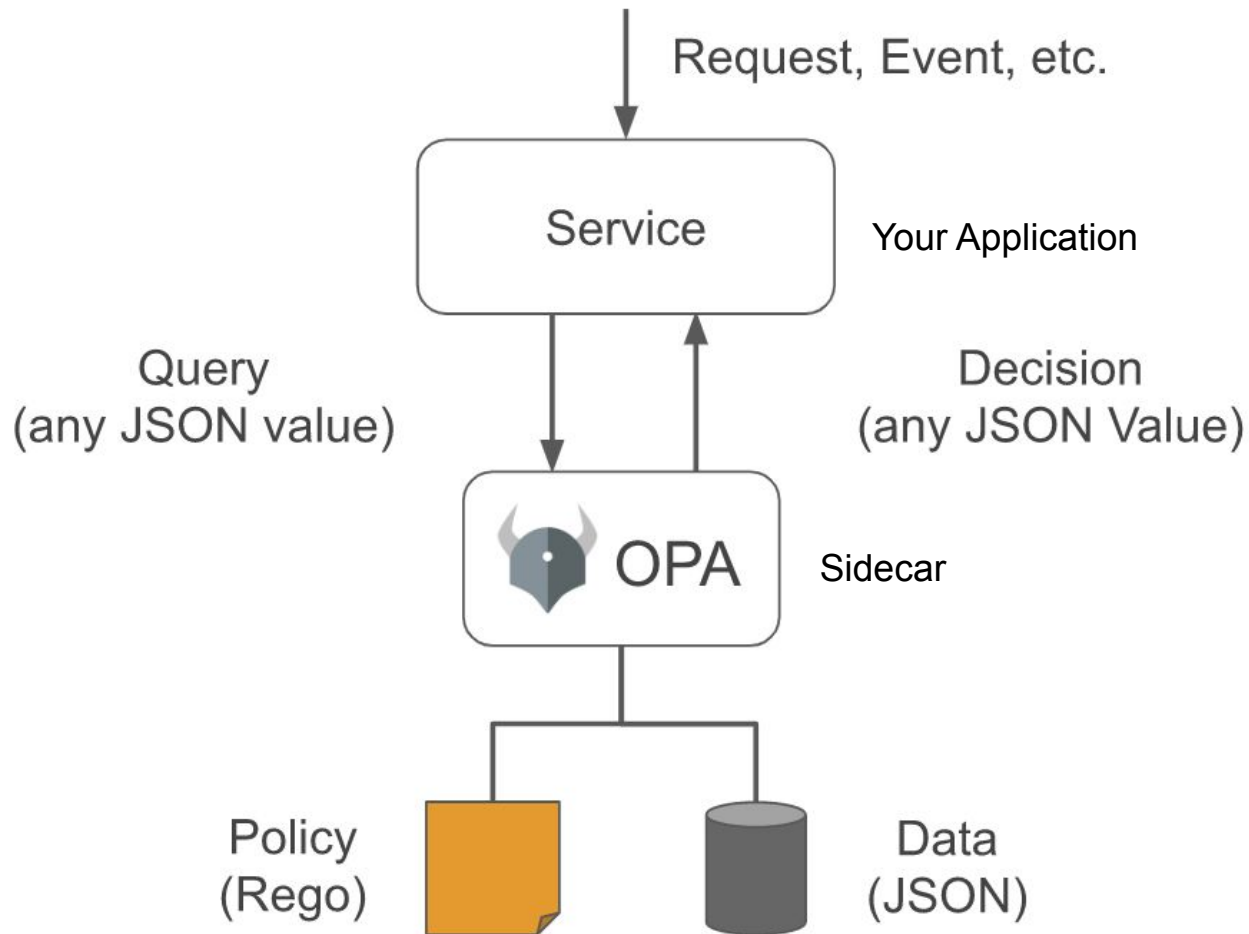 Request, Event, etc.
Service
Your Application
Query
(any JSON value)
Decision
(any JSON Value)
OPA
Sidecar
Policy
(Rego)
Data
(JSON)